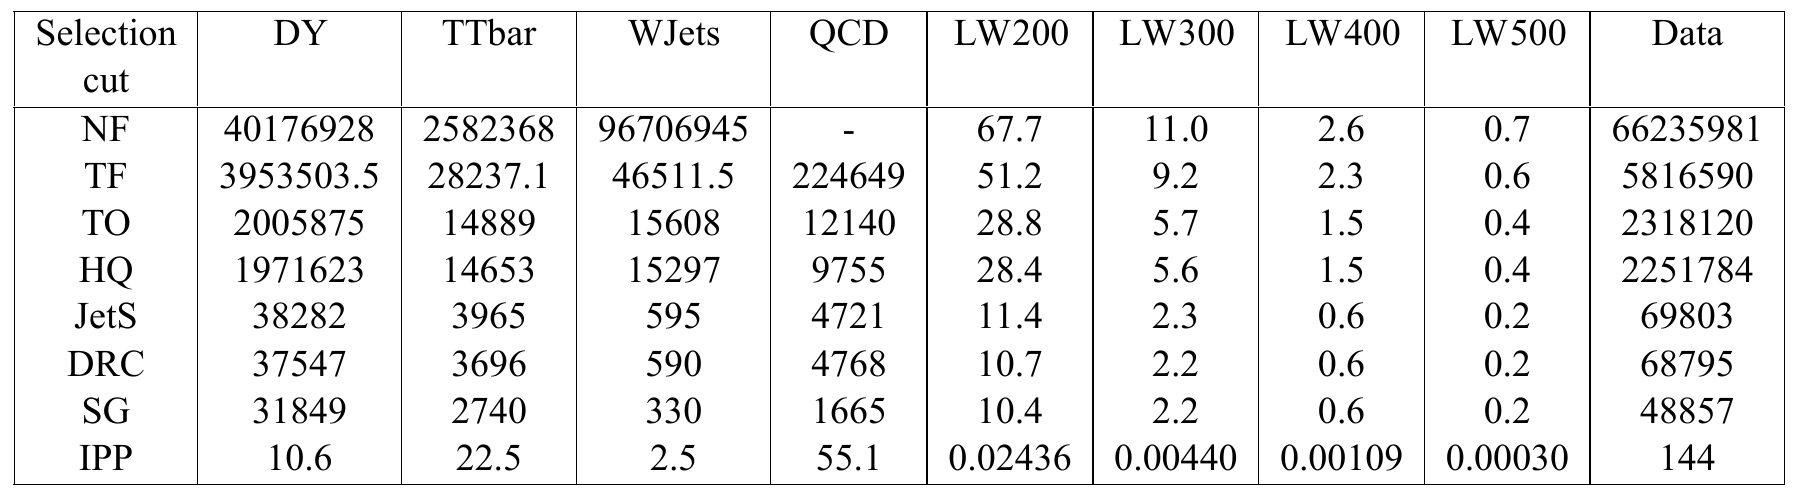 Selection cut DY TTbar WJets QCD LW200 LW300 LW400 LW500 Data
NF 40176928 2582368 96706945 - 67.7 11.0 2.6 0.7 66235981
TF 3953503.5 28237.1 46511.5 224649 51.2 9.2 2.3 0.6 5816590
TO 2005875 14889 15608 12140 28.8 5.7 1.5 0.4 2318120
HQ 1971623 14653 15297 9755 28.4 5.6 1.5 0.4 2251784
JetS 38282 3965 595 4721 11.4 2.3 0.6 0.2 69803
DRC 37547 3696 590 4768 10.7 2.2 0.6 0.2 68795
SG 31849 2740 330 1665 10.4 2.2 0.6 0.2 48857
IPP 10.6 22.5 2.5 55.1 0.02436 0.00440 0.00109 0.00030 144